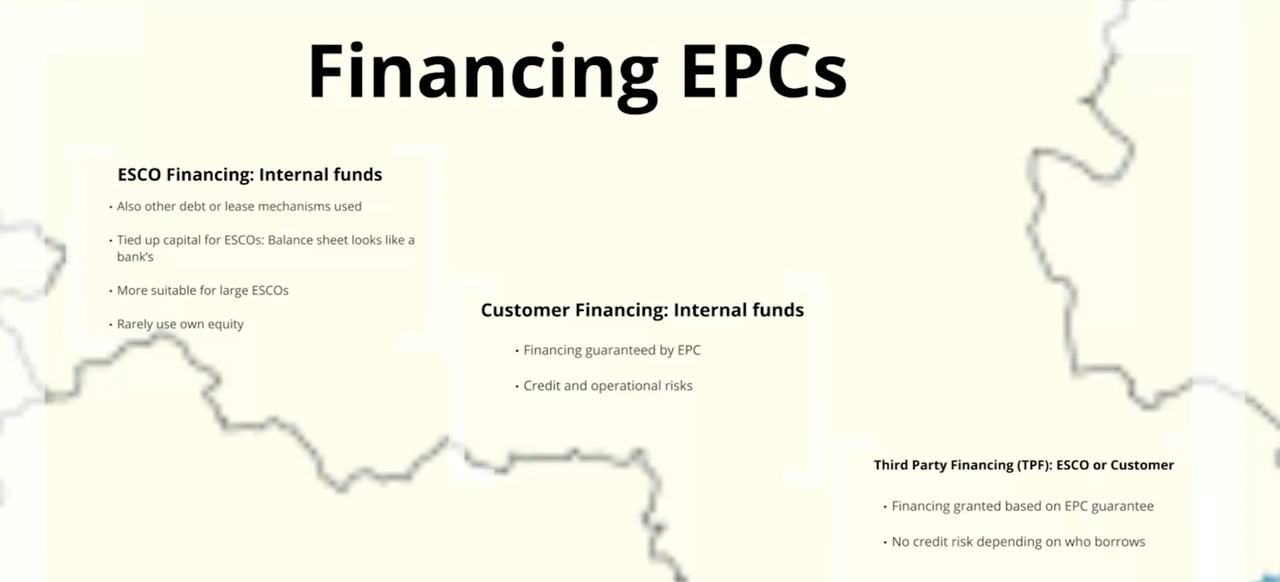 Financing EPCs
ESCO Financing: Internal funds
• Also other debt or lease mechanisms used
• Tied up capital for ESCOs: Balance sheet looks like a
bank’s
• More suitable for large ESCOs
• Rarely use own equity
Customer Financing: Internal funds
• Financing guaranteed by EPC
• Credit and operational risks
Third Party Financing (TPF): ESCO or Customer
• Financing granted based on EPC guarantee
• No credit risk depending on who borrows